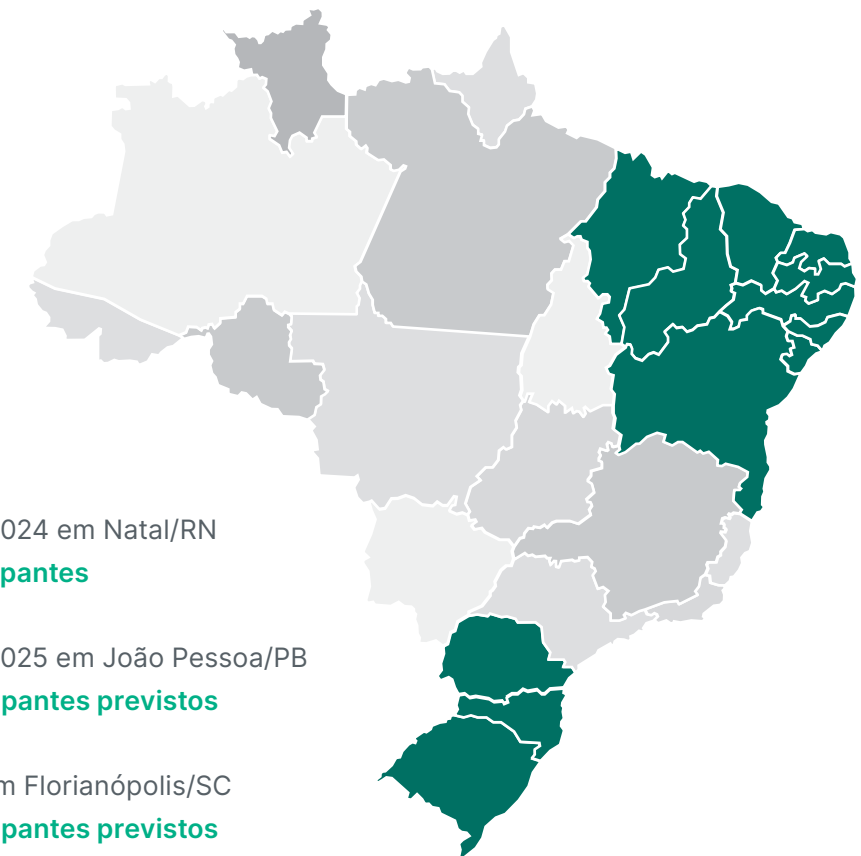 024 em Natal/RN
pantes
025 em João Pessoa/PB
pantes previstos
m Florianópolis/SC
pantes previstos